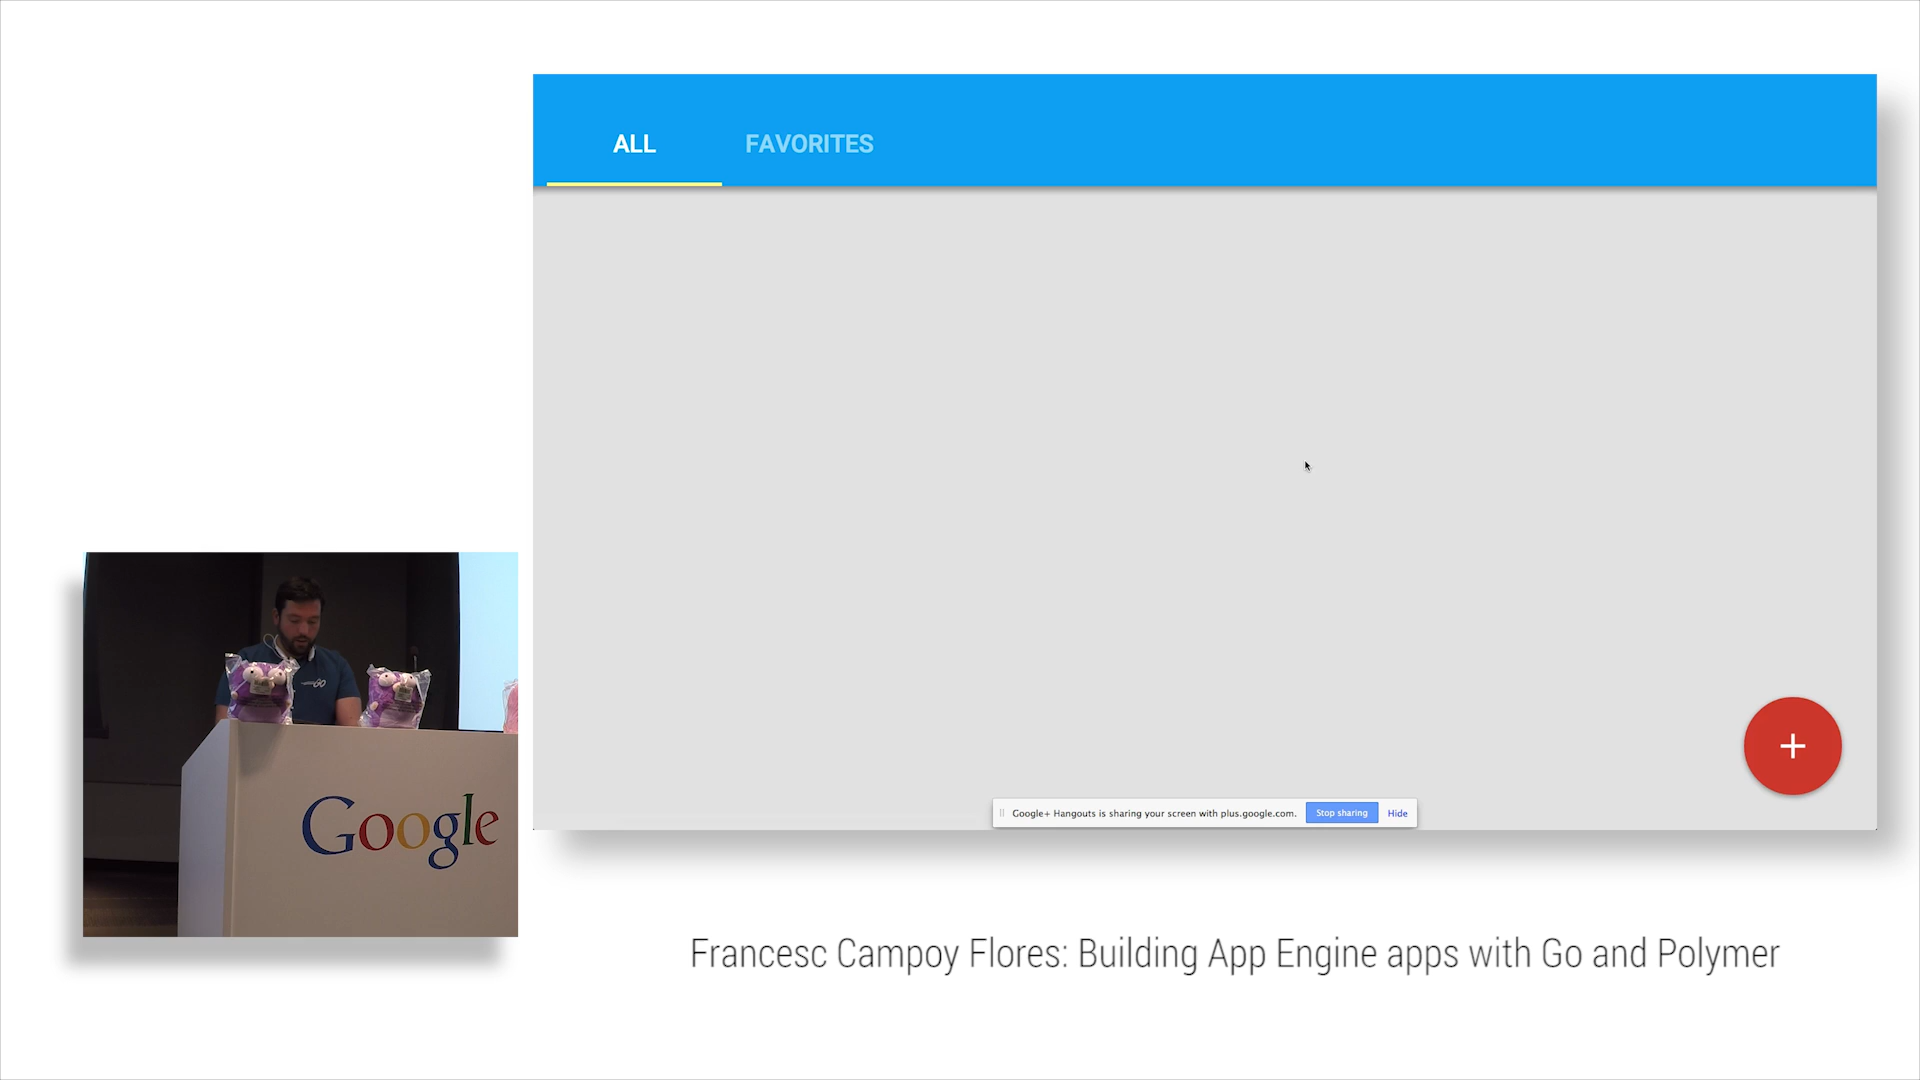 ALL
FAVORITES
Google+ Hangouts is sharing your screen with plus.google.com.
Stop sharing
Hide
GO
Google
Francesc Campoy Flores: Building App Engine apps with Go and Polymer